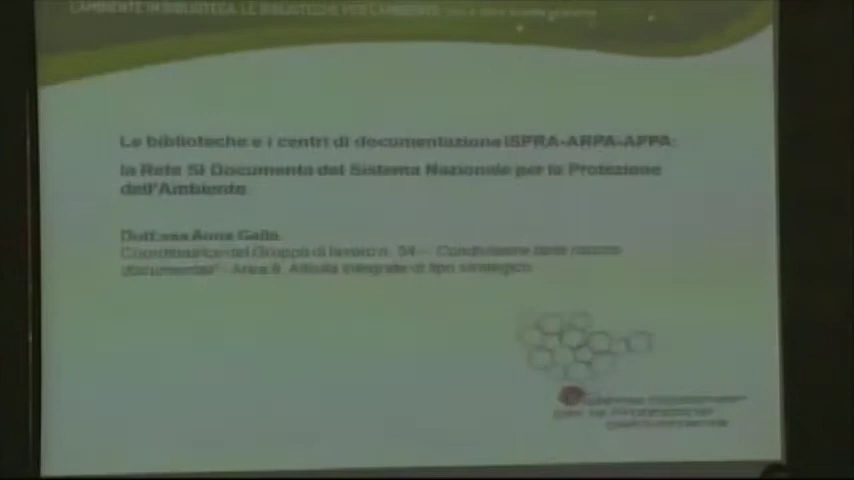 L'AMBIENTE IN BIBLIOTECA. LE BIBLIOTECHE PER L'AMBIENTE
Le biblioteche e i centri di documentazione ISPRA-ARPA-APPA:
la Rete SI Documenta del Sistema Nazionale per la Protezione
dell'Ambiente
Dott.ssa Anna Gallo
Coordinatrice del Gruppo di lavoro n. 34 - Condivisione delle risorse
documentali" - Area 9 Attività integrate di tipo strategico